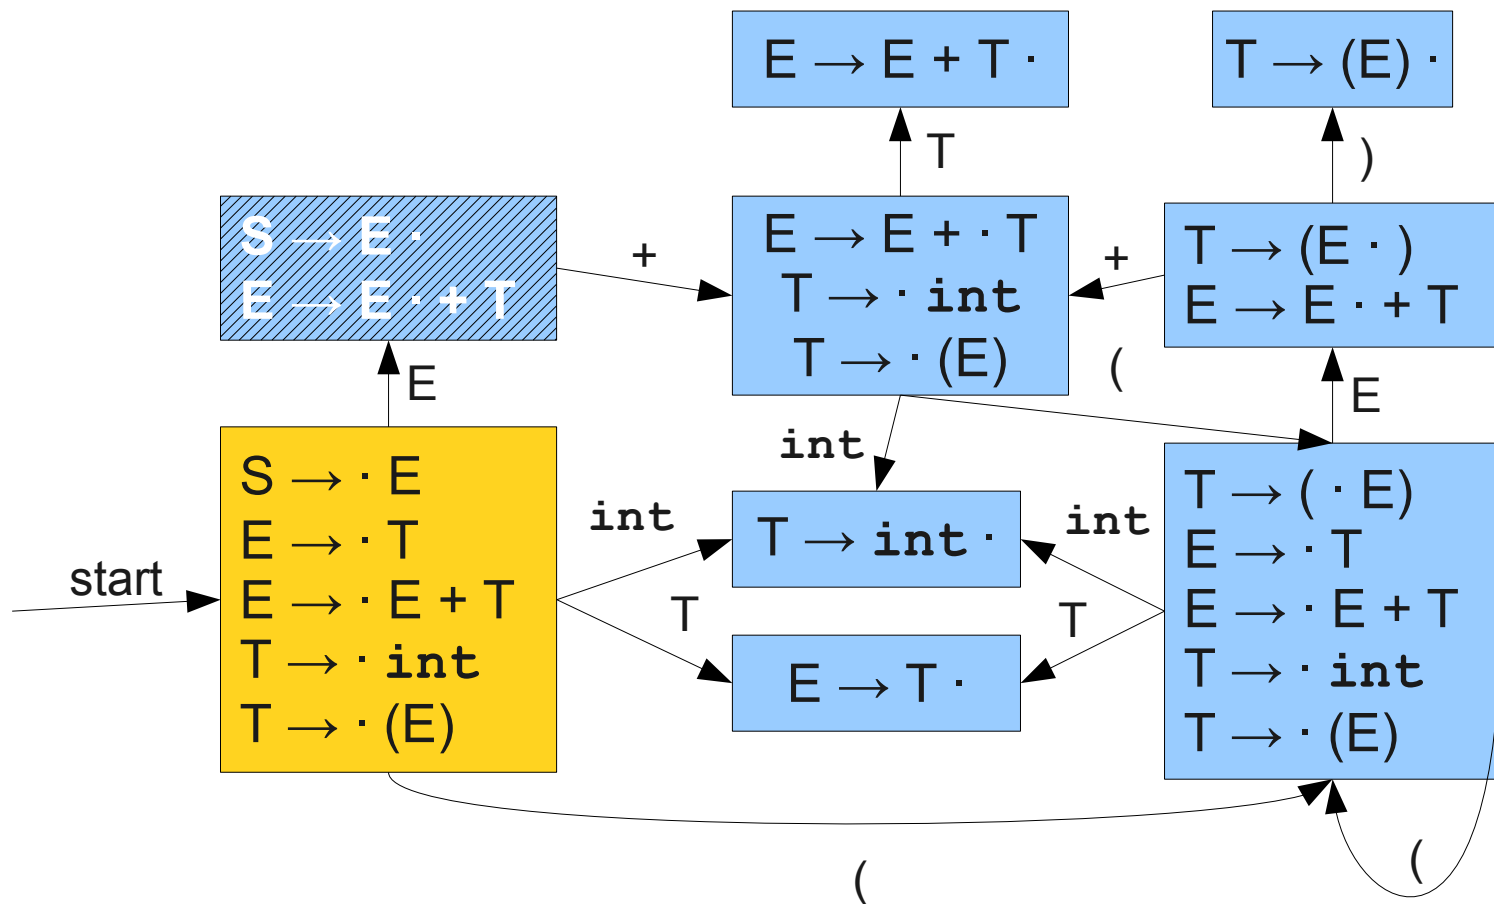 E → E + T ·
T → (E) ·
T
)
S → E ·
E → E · + T
+
E → E + · T
T → · int
T → · (E)
+
T → (E · )
E → E · + T
E
(
E
int
S → · E
E → · T
E → · E + T
T → · int
T → · (E)
start
int
T
T → int ·
E → T ·
int
T
T → ( · E)
E → · T
E → · E + T
T → · int
T → · (E)
(
(